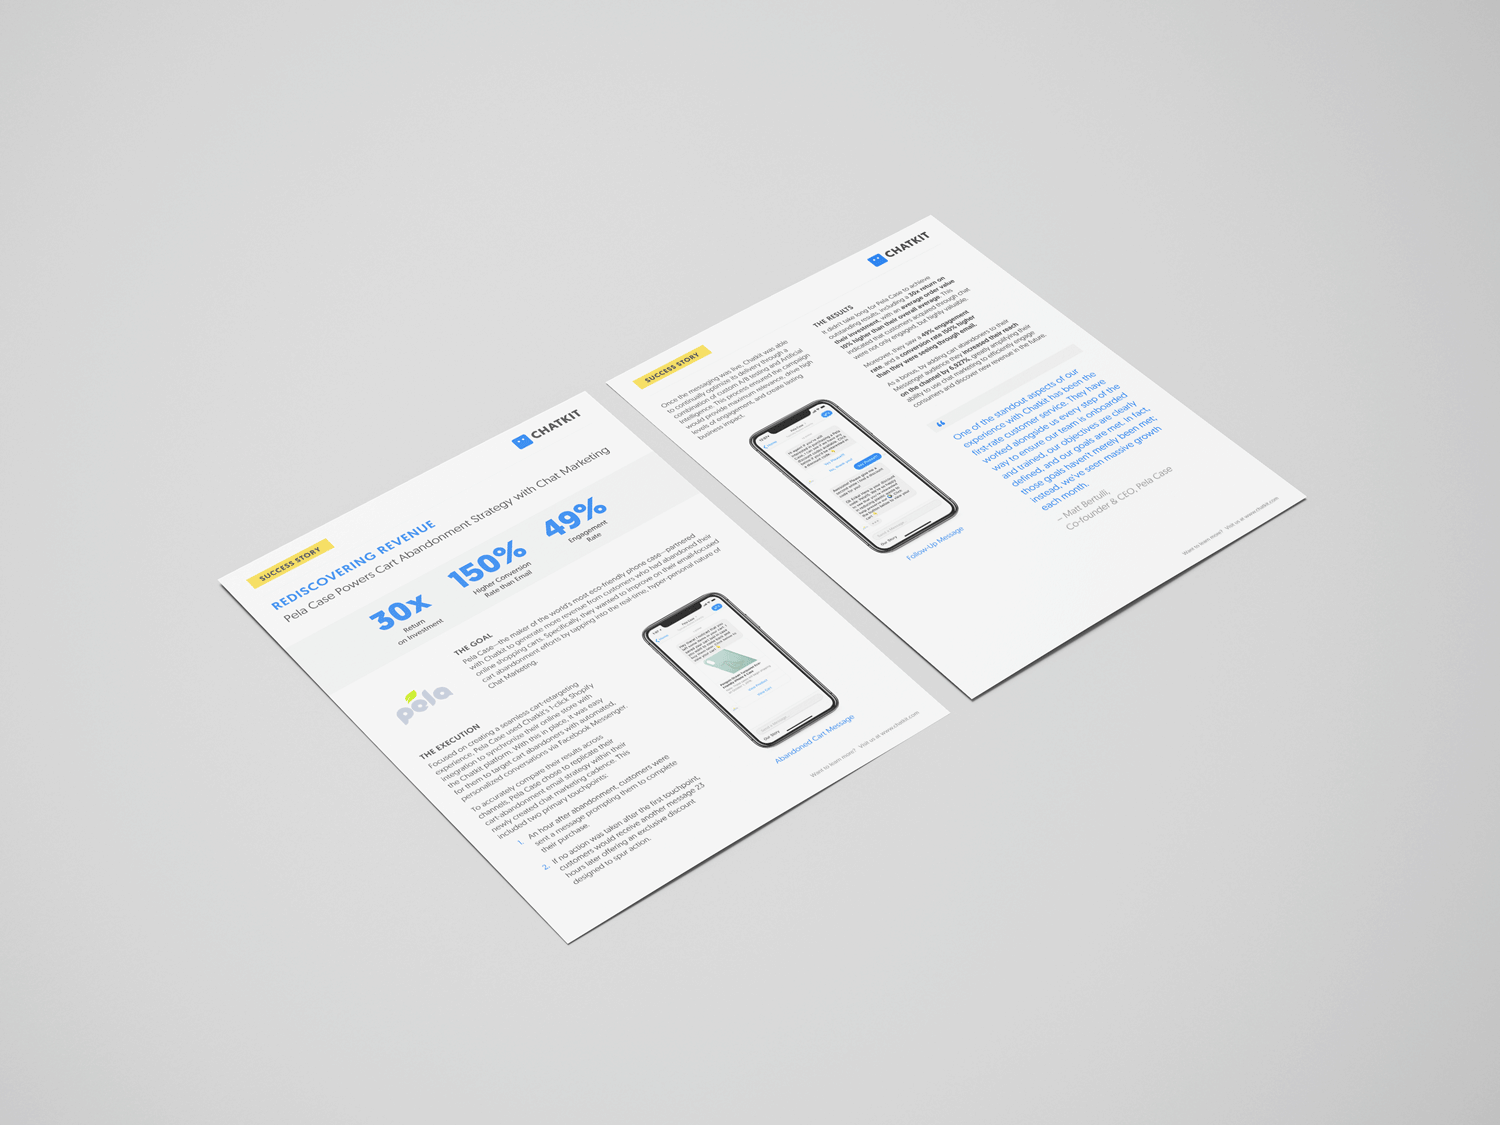 CHATKIT
SUCCESS STORY
REDISCOVERING REVENUE
Pela Case Powers Cart Abandonment Strategy with Chat Marketing
30x
Return
on Investment
150%
Higher Conversion
Rate than Email
49%
Engagement
Rate
pela
THE GOAL
Pela Case—the maker of the world's most eco-friendly phone case—partnered
with Chatkit to generate more revenue from customers who had abandoned their
online shopping carts. Specifically, they wanted to improve on their email-focused
cart abandonment efforts by tapping into the real-time, hyper-personal nature of
Chat Marketing.
THE EXECUTION
Focused on creating a seamless cart-retargeting
experience, Pela Case used Chatkit's 1-click Shopify
integration to synchronize their online store with
the Chatkit platform. With this in place, it was easy
for them to target cart abandoners with automated,
personalized conversations via Facebook Messenger.
To accurately compare their results across
channels, Pela Case chose to replicate their
cart-abandonment email strategy within their
newly created chat marketing cadence. This
included two primary touchpoints:
1. An hour after abandonment, customers were
sent a message prompting them to complete
their purchase.
2. If no action was taken after the first touchpoint,
customers would receive another message 23
hours later offering an exclusive discount
designed to spur action.
Abandoned Cart Message
Want to learn more? Visit us at www.chatkit.com
CHATKIT
SUCCESS STORY
Once the messaging was live, Chatkit was able
to continually optimize its delivery through a
combination of custom A/B testing and Artificial
Intelligence. This process ensured the campaign
would provide maximum relevance, drive high
levels of engagement, and create lasting
business impact.
Follow-Up Message
THE RESULTS
It didn't take long for Pela Case to achieve
outstanding results, including a 30x return on
their investment, with an average order value
10% higher than their overall average. This
indicated that customers acquired through chat
were not only engaged, but highly valuable.
Moreover, they saw a 49% engagement
rate, and a conversion rate 150% higher
than they were seeing through email.
As a bonus, by adding cart abandoners to their
Messenger audience they increased their reach
on the channel by 6,927%, greatly amplifying their
ability to use chat marketing to efficiently engage
consumers and discover new revenue in the future.
“
One of the standout aspects of our
experience with Chatkit has been the
first-rate customer service. They have
worked alongside us every step of the
way to ensure our team is onboarded
and trained, our objectives are clearly
defined, and our goals are met. In fact,
those goals haven't merely been met;
instead, we've seen massive growth
each month.
– Matt Bertulli,
Co-founder & CEO, Pela Case
Want to learn more? Visit us at www.chatkit.com